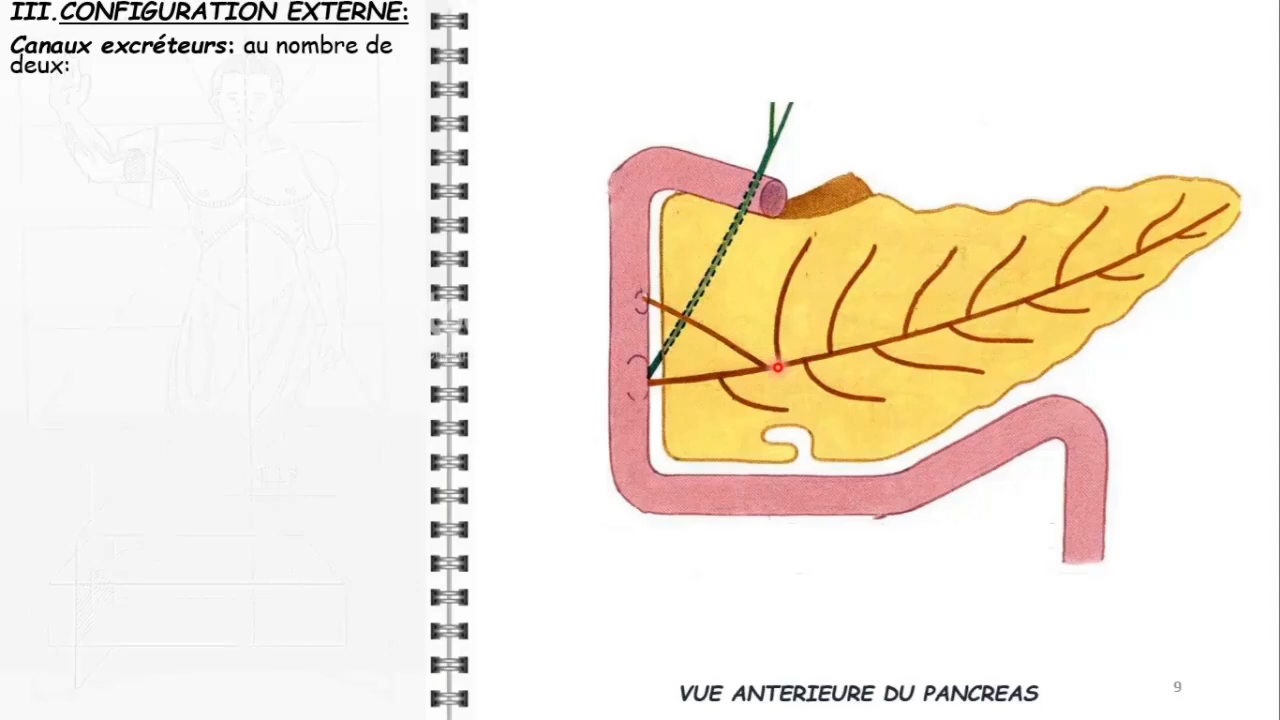 III. CONFIGURATION EXTERNE:
Canaux excréteurs: au nombre de
deux:
VUE ANTERIEURE DU PANCREAS
9